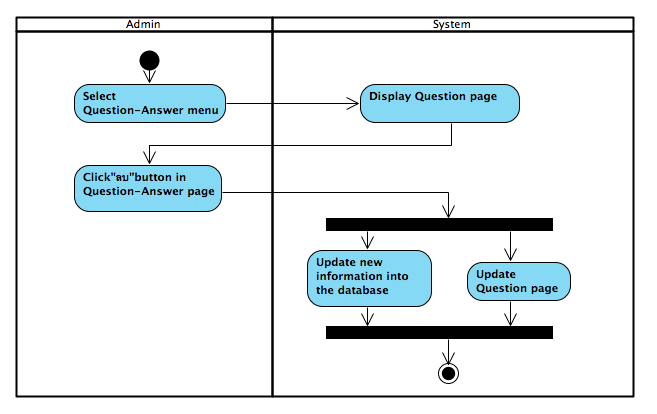 Admin
System
Select
Question-Answer menu
Display Question page
Click"ลบ"button in
Question-Answer page
Update new
information into
the database
Update
Question page